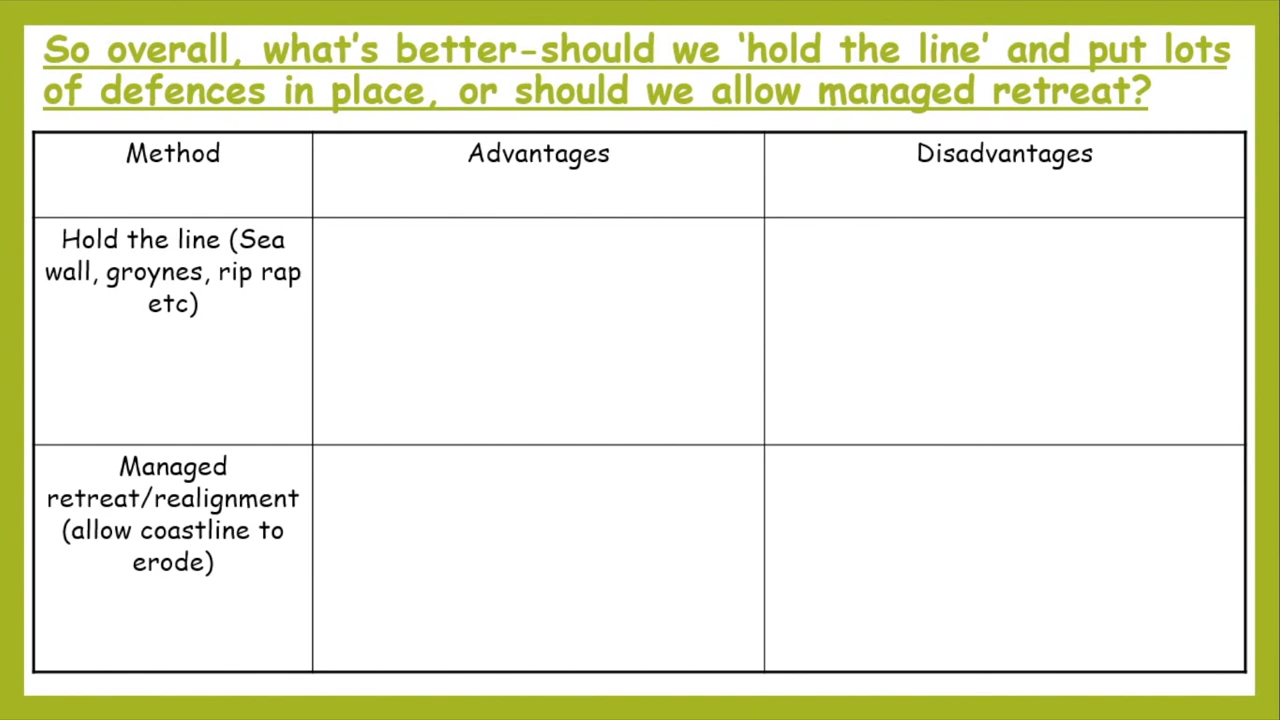 So overall, what's better-should we ‘hold the line’ and put lots
of defences in place, or should we allow managed retreat?
Method
Advantages
Disadvantages
Hold the line (Sea
wall, groynes, rip rap
etc)
Managed
retreat/realignment
(allow coastline to
erode)